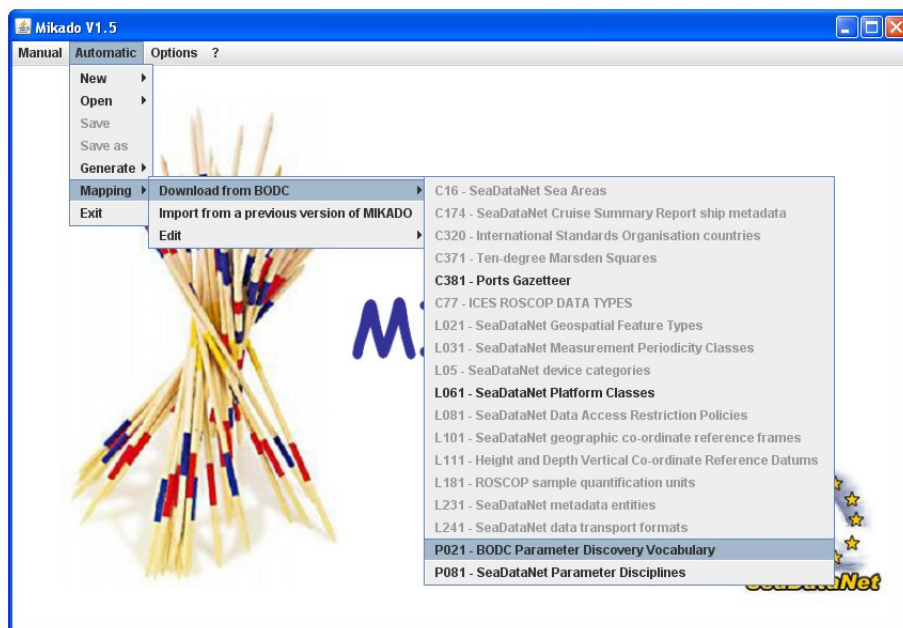 Mikado V1.5
Manual Automatic Options ?
New
Open
Save
Save as
Generate
Mapping
Exit
Download from BODC
Import from a previous version of MIKADO
Edit
C16 - SeaDataNet Sea Areas
C174 - SeaDataNet Cruise Summary Report ship metadata
C320 - International Standards Organisation countries
C371 - Ten-degree Marsden Squares
C381 - Ports Gazetteer
C77 - ICES ROSCOP DATA TYPES
L021 - SeaDataNet Geospatial Feature Types
L031 - SeaDataNet Measurement Periodicity Classes
L05 - SeaDataNet device categories
L061 - SeaDataNet Platform Classes
L081 - SeaDataNet Data Access Restriction Policies
L101 - SeaDataNet geographic co-ordinate reference frames
L111 - Height and Depth Vertical Co-ordinate Reference Datums
L181 - ROSCOP sample quantification units
L231 - SeaDataNet metadata entities
L241 - SeaDataNet data transport formats
P021 - BODC Parameter Discovery Vocabulary
P081 - SeaDataNet Parameter Disciplines
SeaDataNet